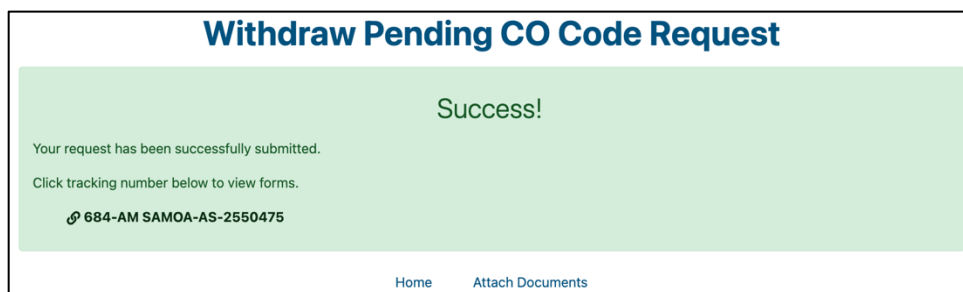 Withdraw Pending CO Code Request
Success!
Your request has been successfully submitted.
Click tracking number below to view forms.
684-AM SAMOA-AS-2550475
Home Attach Documents